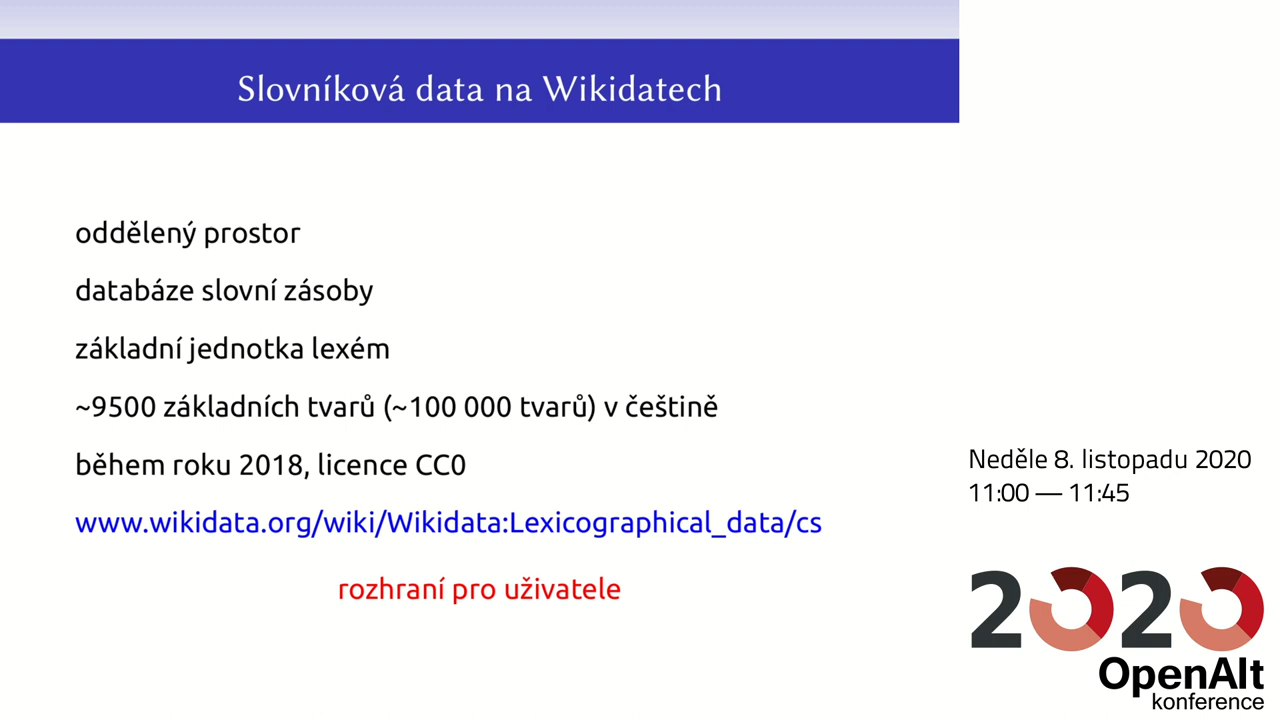 Slovníková data na Wikidatech
oddělený prostor
databáze slovní zásoby
základní jednotka lexém
~9500 základních tvarů (~100 000 tvarů) v češtině
během roku 2018, licence CC0
www.wikidata.org/wiki/Wikidata:Lexicographical_data/cs
rozhraní pro uživatele
Neděle 8. listopadu 2020
11:00 — 11:45
2020
OpenAlt
konference